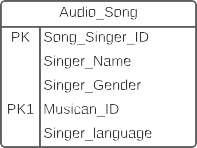 Audio_Song
PK Song_Singer_ID
Singer_Name
Singer_Gender
PK1 Musican_ID
Singer_language